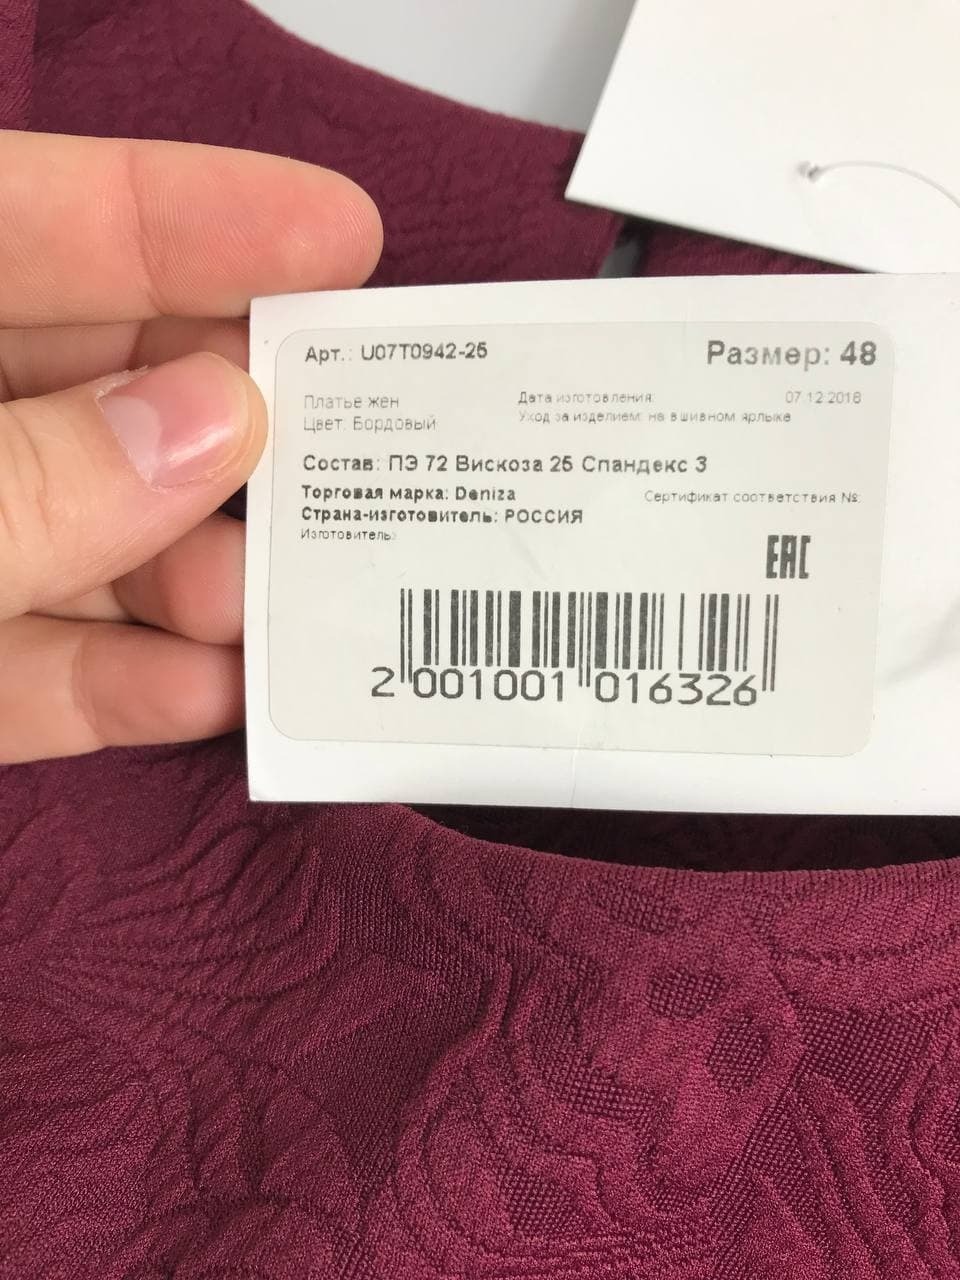 Арт.: U07T0942-25
Размер: 48
Платье жен
Дата изготовления: 07.12.2018
Цвет: Бордовый
Уход за изделием: на вшивном ярлыке
Состав: ПЭ 72 Вискоза 25 Спандекс 3
Торговая марка: Deniza
Сертификат соответствия №:
Страна-изготовитель: РОССИЯ
Изготовитель:
EAC
2 001001 016326